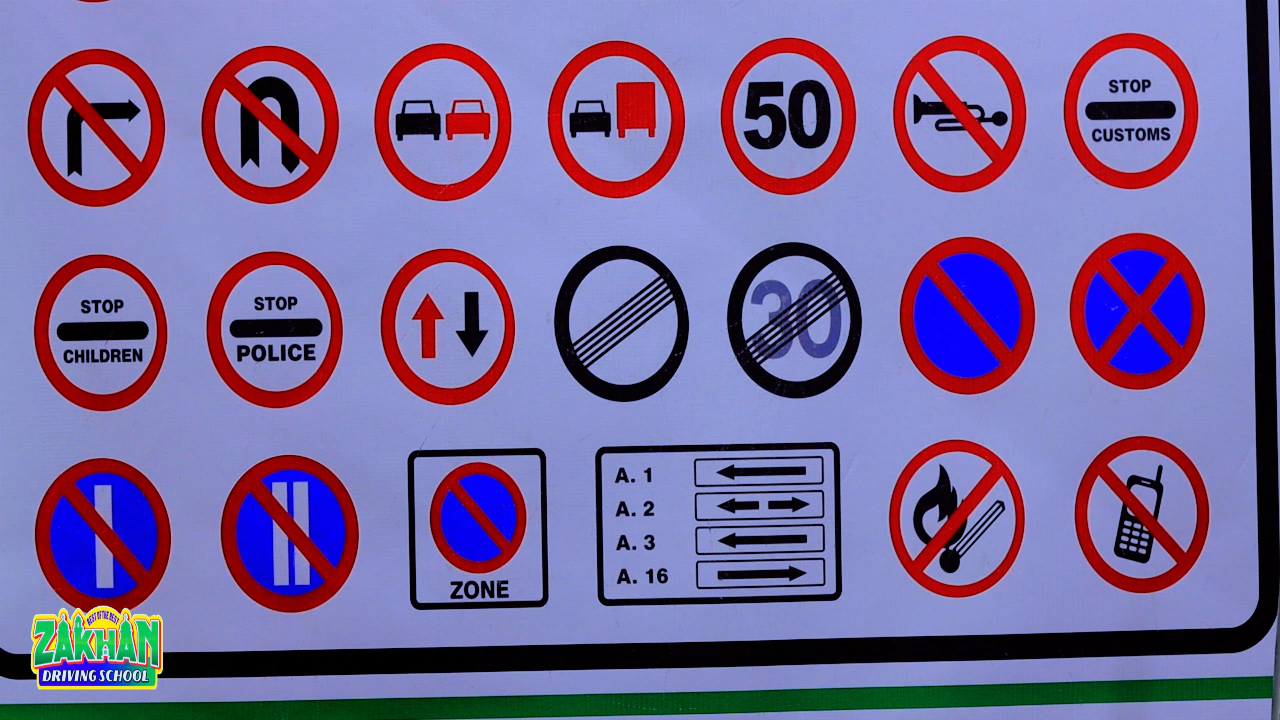 50
STOP
CUSTOMS
STOP
CHILDREN
STOP
POLICE
30
ZONE
A. 1
A. 2
A. 3
A. 16
BEST OF THE BEST
ZAKHAN
DRIVING SCHOOL